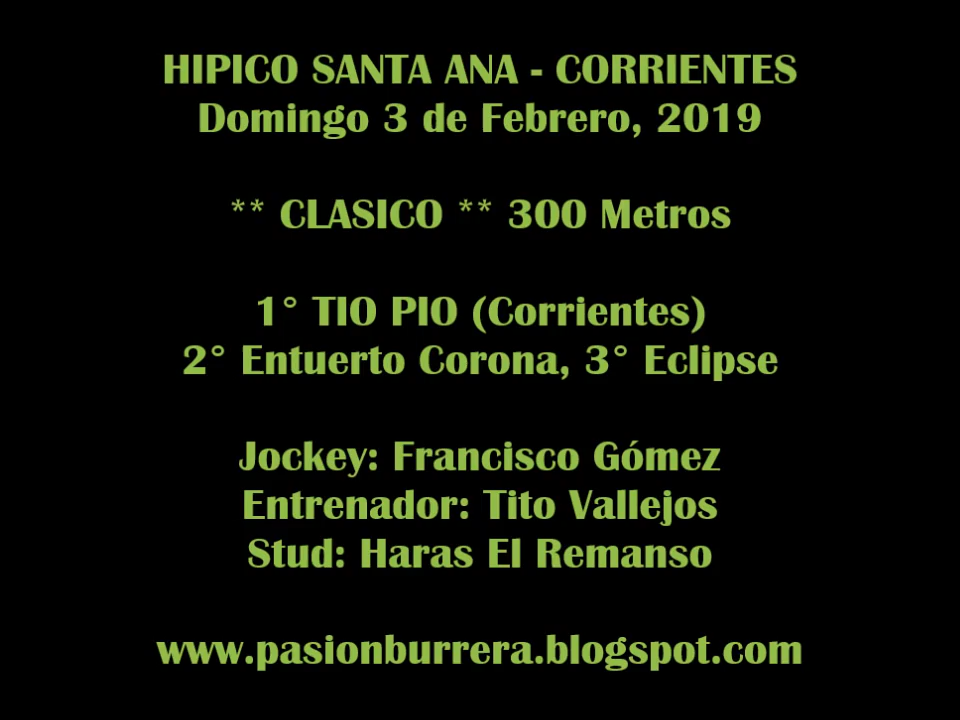 HIPICO SANTA ANA - CORRIENTES
Domingo 3 de Febrero, 2019
** CLASICO ** 300 Metros
1° TIO PIO (Corrientes)
2° Entuerto Corona, 3° Eclipse
Jockey: Francisco Gómez
Entrenador: Tito Vallejos
Stud: Haras El Remanso
www.pasionburrera.blogspot.com